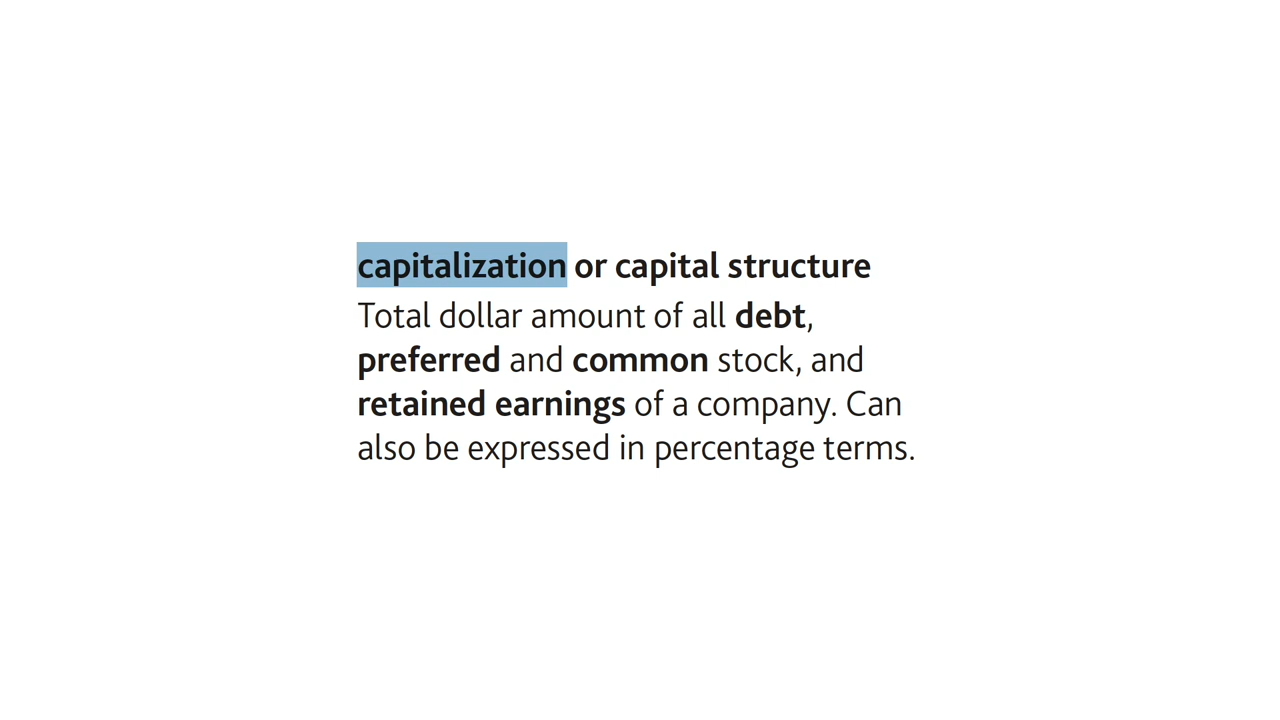 capitalization or capital structure
Total dollar amount of all debt,
preferred and common stock, and
retained earnings of a company. Can
also be expressed in percentage terms.